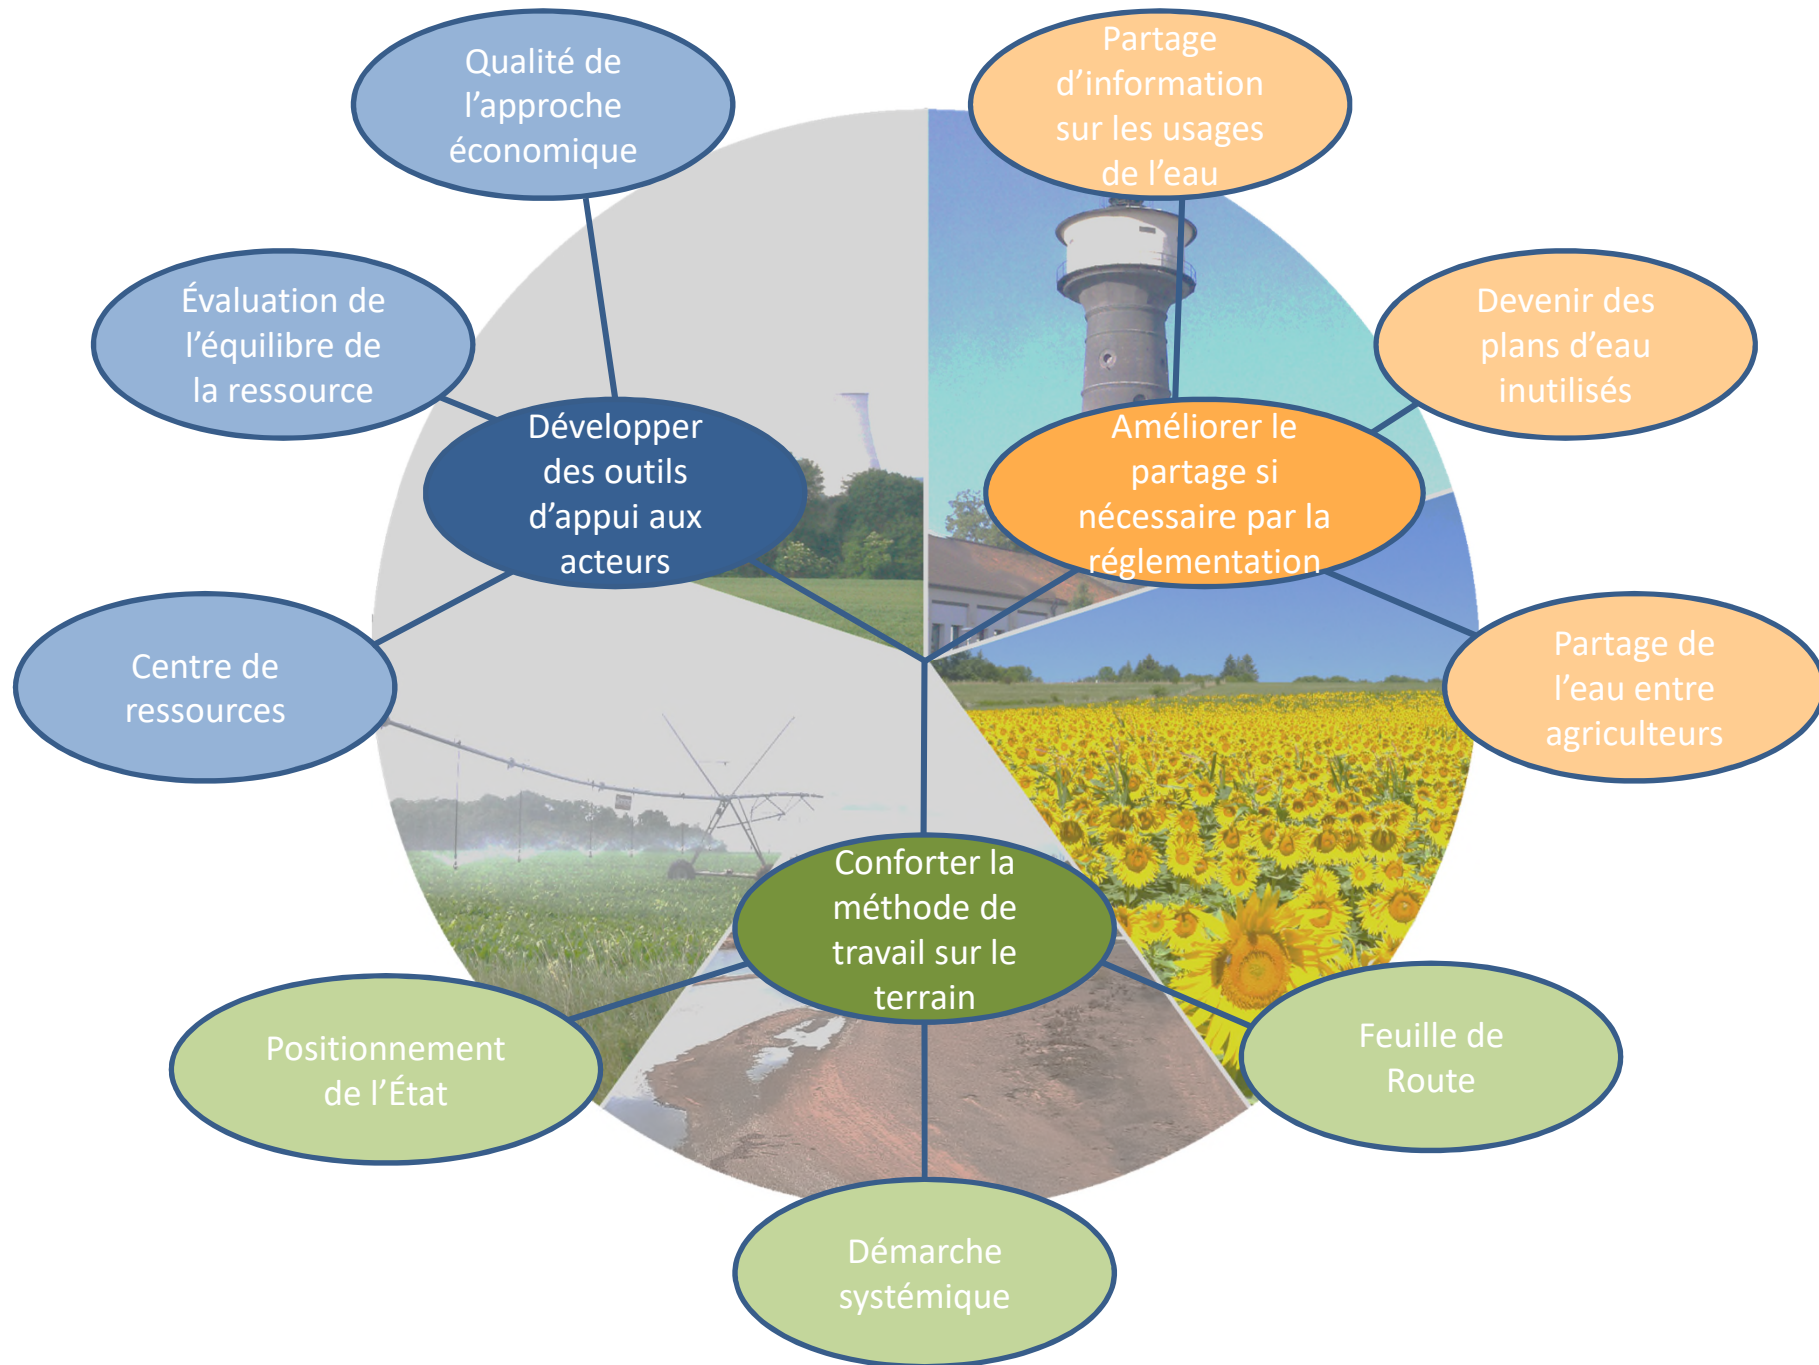 Qualité de
l’approche
économique
Partage
d’information
sur les usages
de l’eau
Évaluation de
l’équilibre de
la ressource
Devenir des
plans d’eau
inutilisés
Développer
des outils
d’appui aux
acteurs
Améliorer le
partage si
nécessaire par la
réglementation
Centre de
ressources
Partage de
l’eau entre
agriculteurs
Conforter la
méthode de
travail sur le
terrain
Positionnement
de l’État
Feuille de
Route
Démarche
systémique